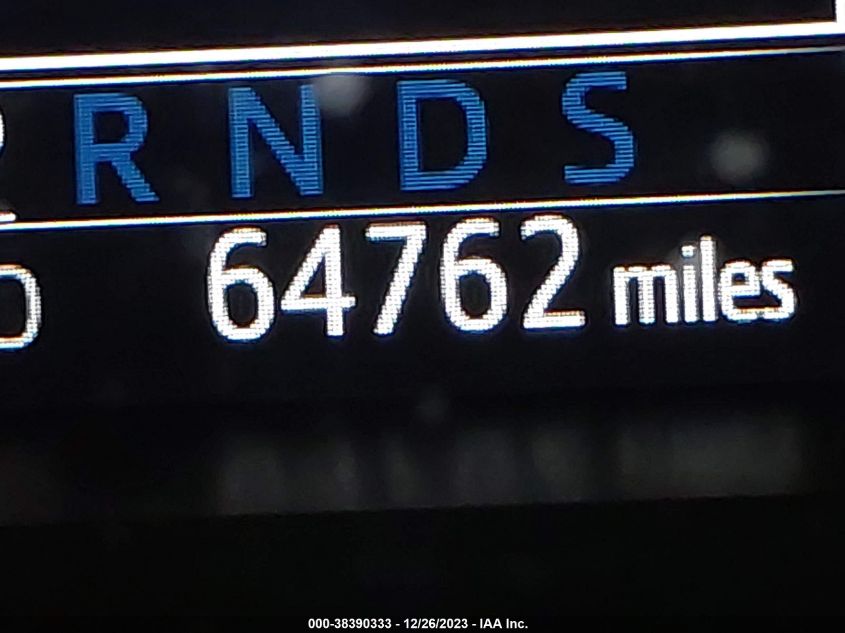 R N D S
64762 miles
000-38390333 - 12/26/2023 - IAA Inc.